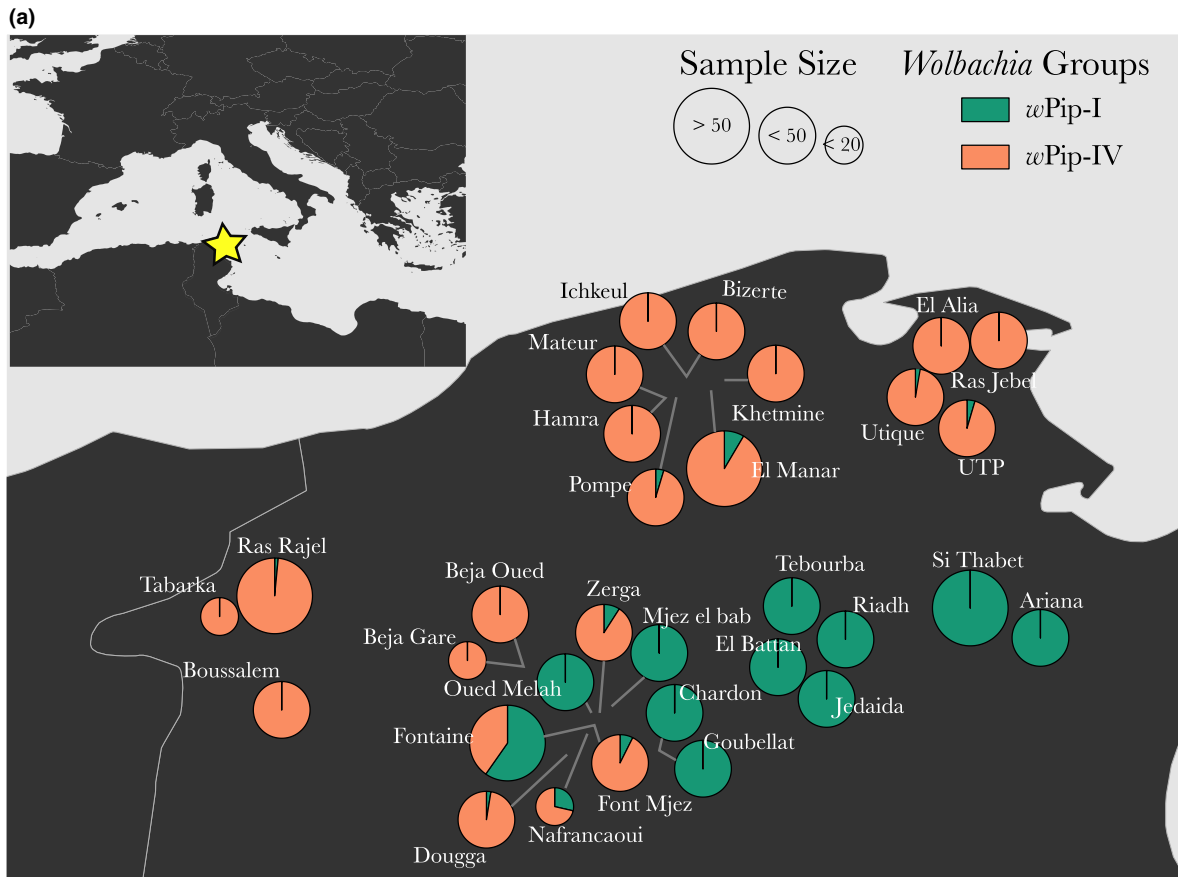 (a)
Sample Size
> 50
< 50
< 20
Wolbachia Groups
wPip-I
wPip-IV
Ichkeul
Bizerte
El Alia
Mateur
Ras Jebel
Hamra
Khetmine
Utique
UTP
El Manar
Pompe
Ras Rajel
Tabarka
Beja Oued
Zerga
Tebourba
Si Thabet
Riadh
Ariana
Mjez el bab
Beja Gare
El Battan
Boussalem
Oued Melah
Chardon
Jedaida
Fontaine
Goubellat
Font Mjez
Nafrancaoui
Dougga